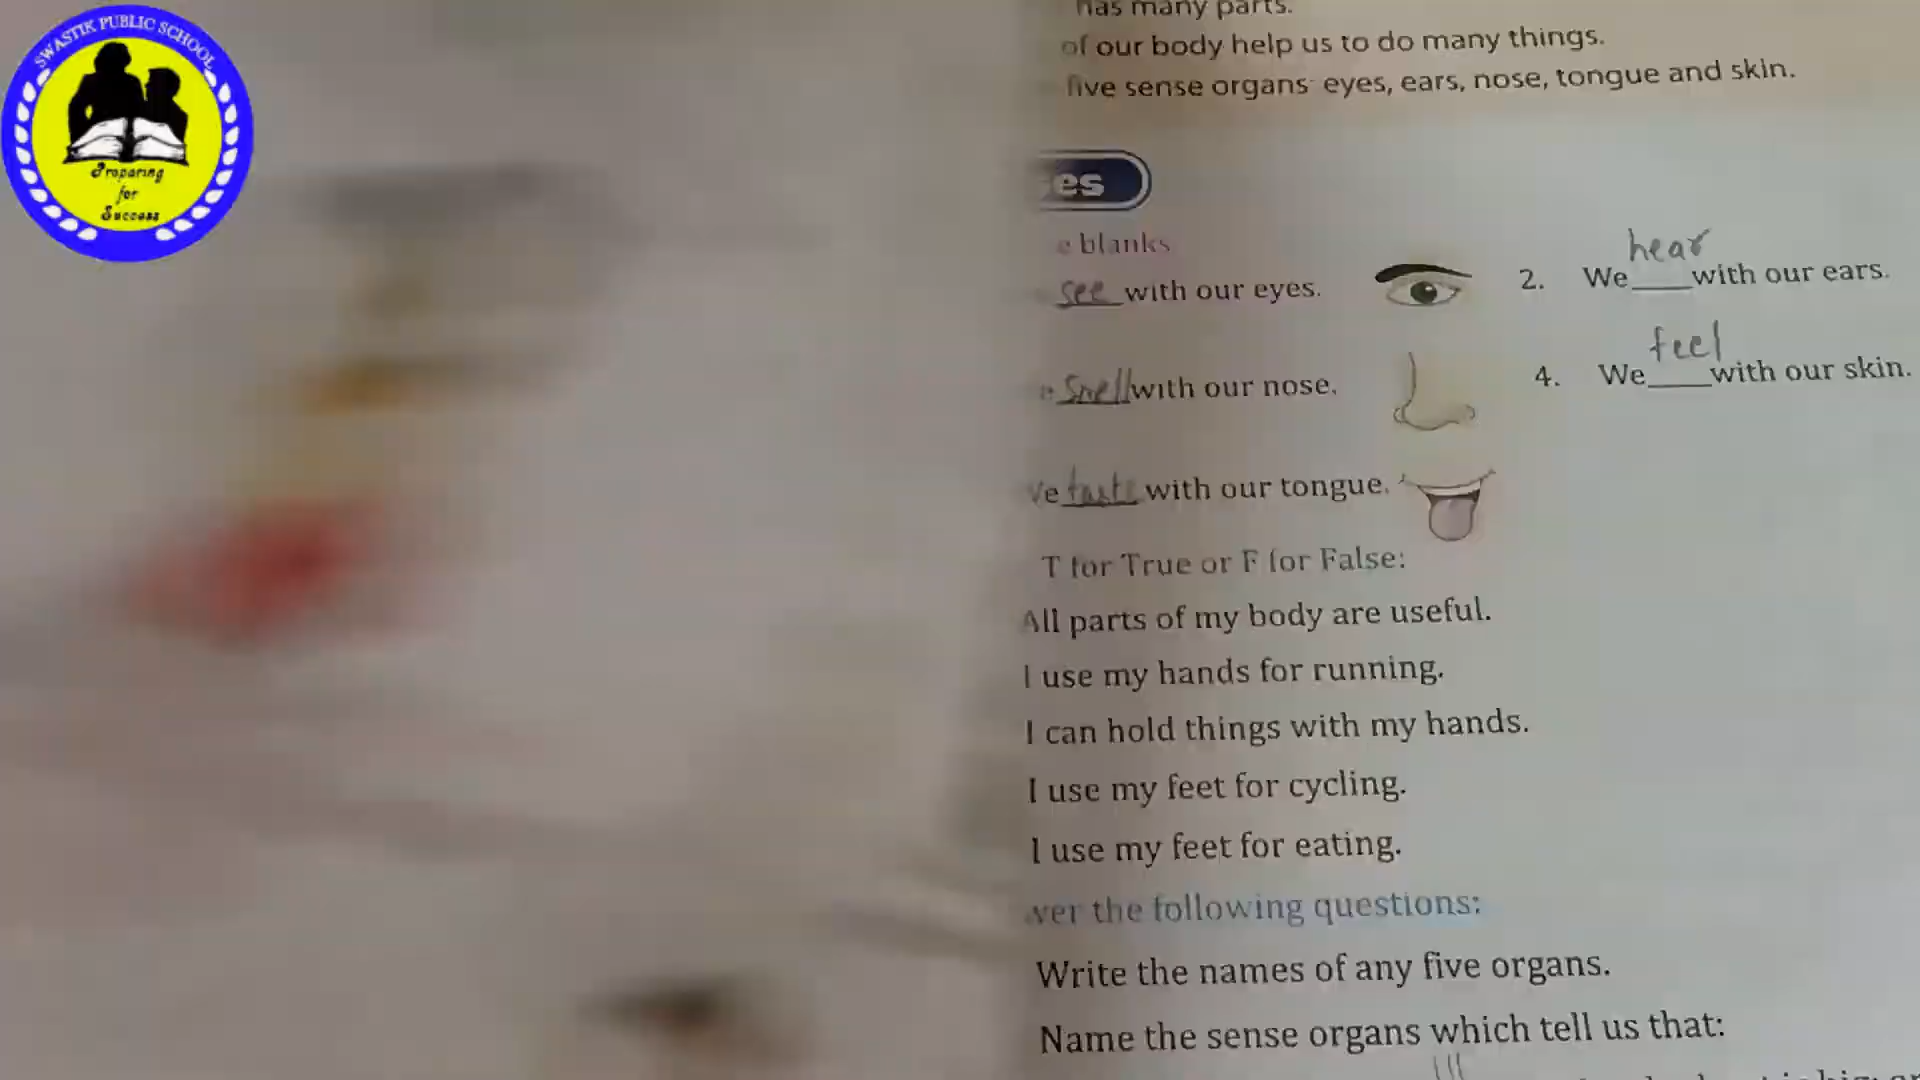 SWASTIK PUBLIC SCHOOL
Preparing
for
Success
has many parts.
of our body help us to do many things.
five sense organs eyes, ears, nose, tongue and skin.
es
e blanks
see with our eyes.
2. We hear with our ears.
smell with our nose.
4. We feel with our skin.
We taste with our tongue.
T for True or F for False:
All parts of my body are useful.
I use my hands for running.
I can hold things with my hands.
I use my feet for cycling.
I use my feet for eating.
wer the following questions:
Write the names of any five organs.
Name the sense organs which tell us that: